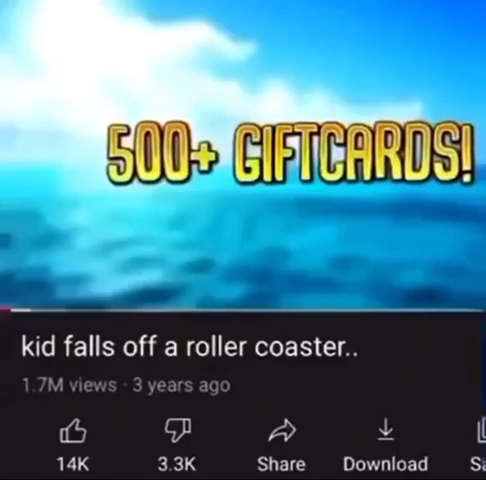 500+ GIFTCARDS!
kid falls off a roller coaster..
1.7M views · 3 years ago
14K 3.3K Share Download